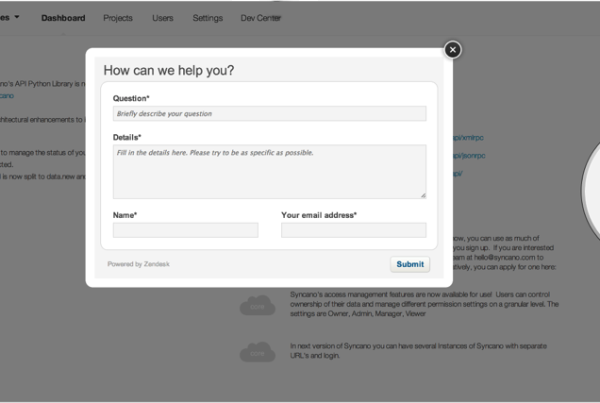 es
Dashboard
Projects
Users
Settings
Dev Center
How can we help you?
Question*
Briefly describe your question
Details*
Fill in the details here. Please try to be as specific as possible.
Name*
Your email address*
Powered by Zendesk
Submit
ano's API Python Library is n
cano
chitectural enhancements to
to manage the status of you
cted.
l is now split to data.new an
api/xmlrpc
api/jsonrpc
api/
now, you can use as much of
you sign up. If you are interested
eam at hello@syncano.com to
atively, you can apply for one here:
Syncano's access management features are now available for use! Users can control
ownership of their data and manage different permission settings on a granular level. The
settings are Owner, Admin, Manager, Viewer
In next version of Syncano you can have several Instances of Syncano with separate
URL's and login.